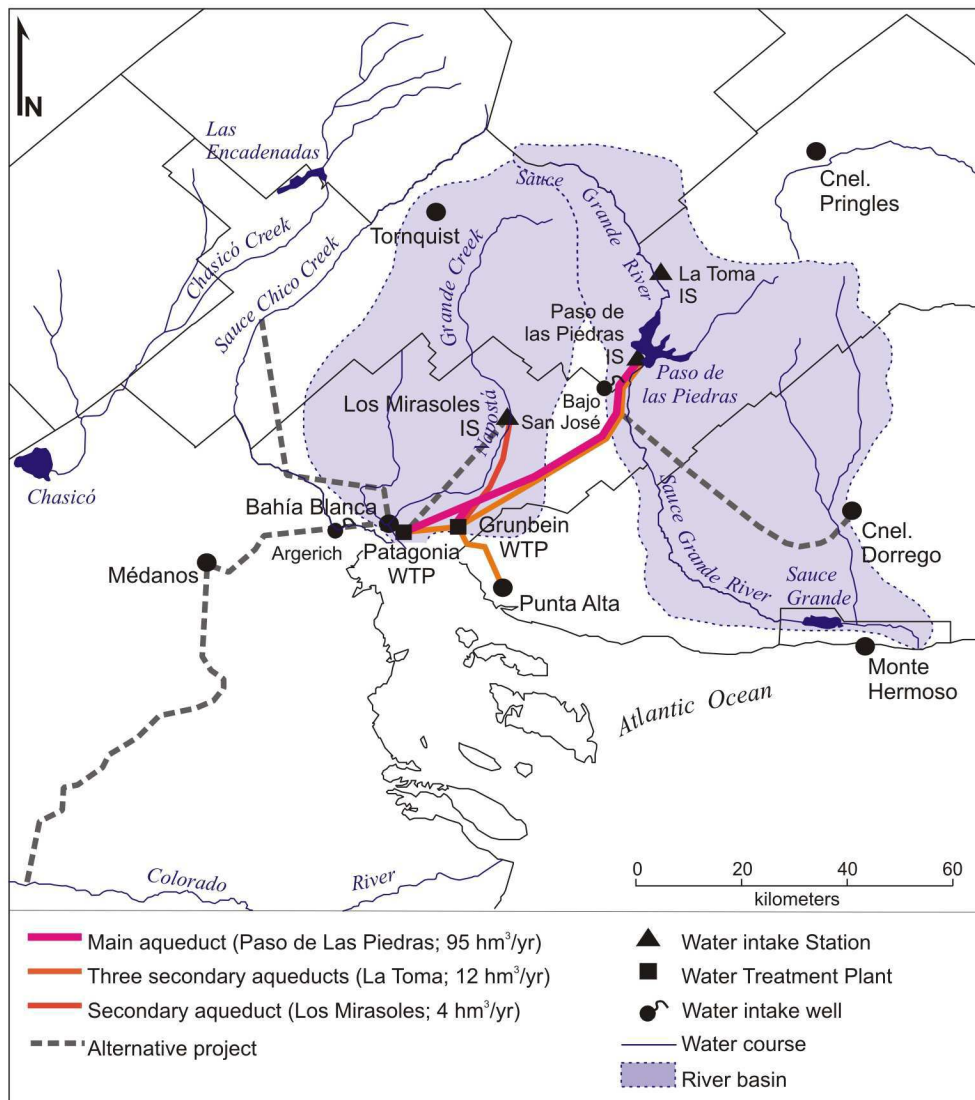 N
Las
Encadenadas
Chasicó Creek
Sauce Chico Creek
Tornquist
Grande Creek
Napostá
Sauce
Grande
River
Cnel.
Pringles
La Toma
IS
Paso de
las Piedras
IS
Paso de
las Piedras
Los Mirasoles
IS
Bajo
San José
Chasicó
Bahía Blanca
Argerich
Patagonia
WTP
Grunbein
WTP
Médanos
Punta Alta
Sauce
Grande River
Sauce
Grande
Cnel.
Dorrego
Monte
Hermoso
Atlantic Ocean
Colorado River
0 20 40 60
kilometers
Main aqueduct (Paso de Las Piedras; 95 hm³/yr)
Three secondary aqueducts (La Toma; 12 hm³/yr)
Secondary aqueduct (Los Mirasoles; 4 hm³/yr)
Alternative project
Water intake Station
Water Treatment Plant
Water intake well
Water course
River basin